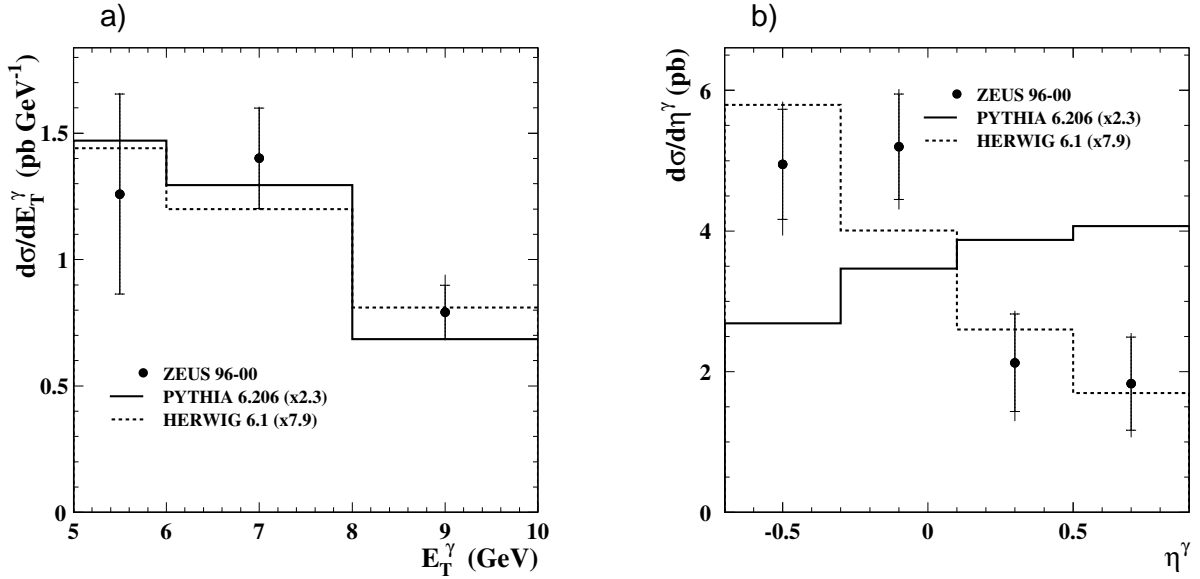 a)
dσ/dE_T^γ (pb GeV^-1)
1.5
1
0.5
0
ZEUS 96-00
PYTHIA 6.206 (x2.3)
HERWIG 6.1 (x7.9)
5 6 7 8 9 10
E_T^γ (GeV)
b)
dσ/dη^γ (pb)
6
4
2
0
ZEUS 96-00
PYTHIA 6.206 (x2.3)
HERWIG 6.1 (x7.9)
-0.5 0 0.5
η^γ